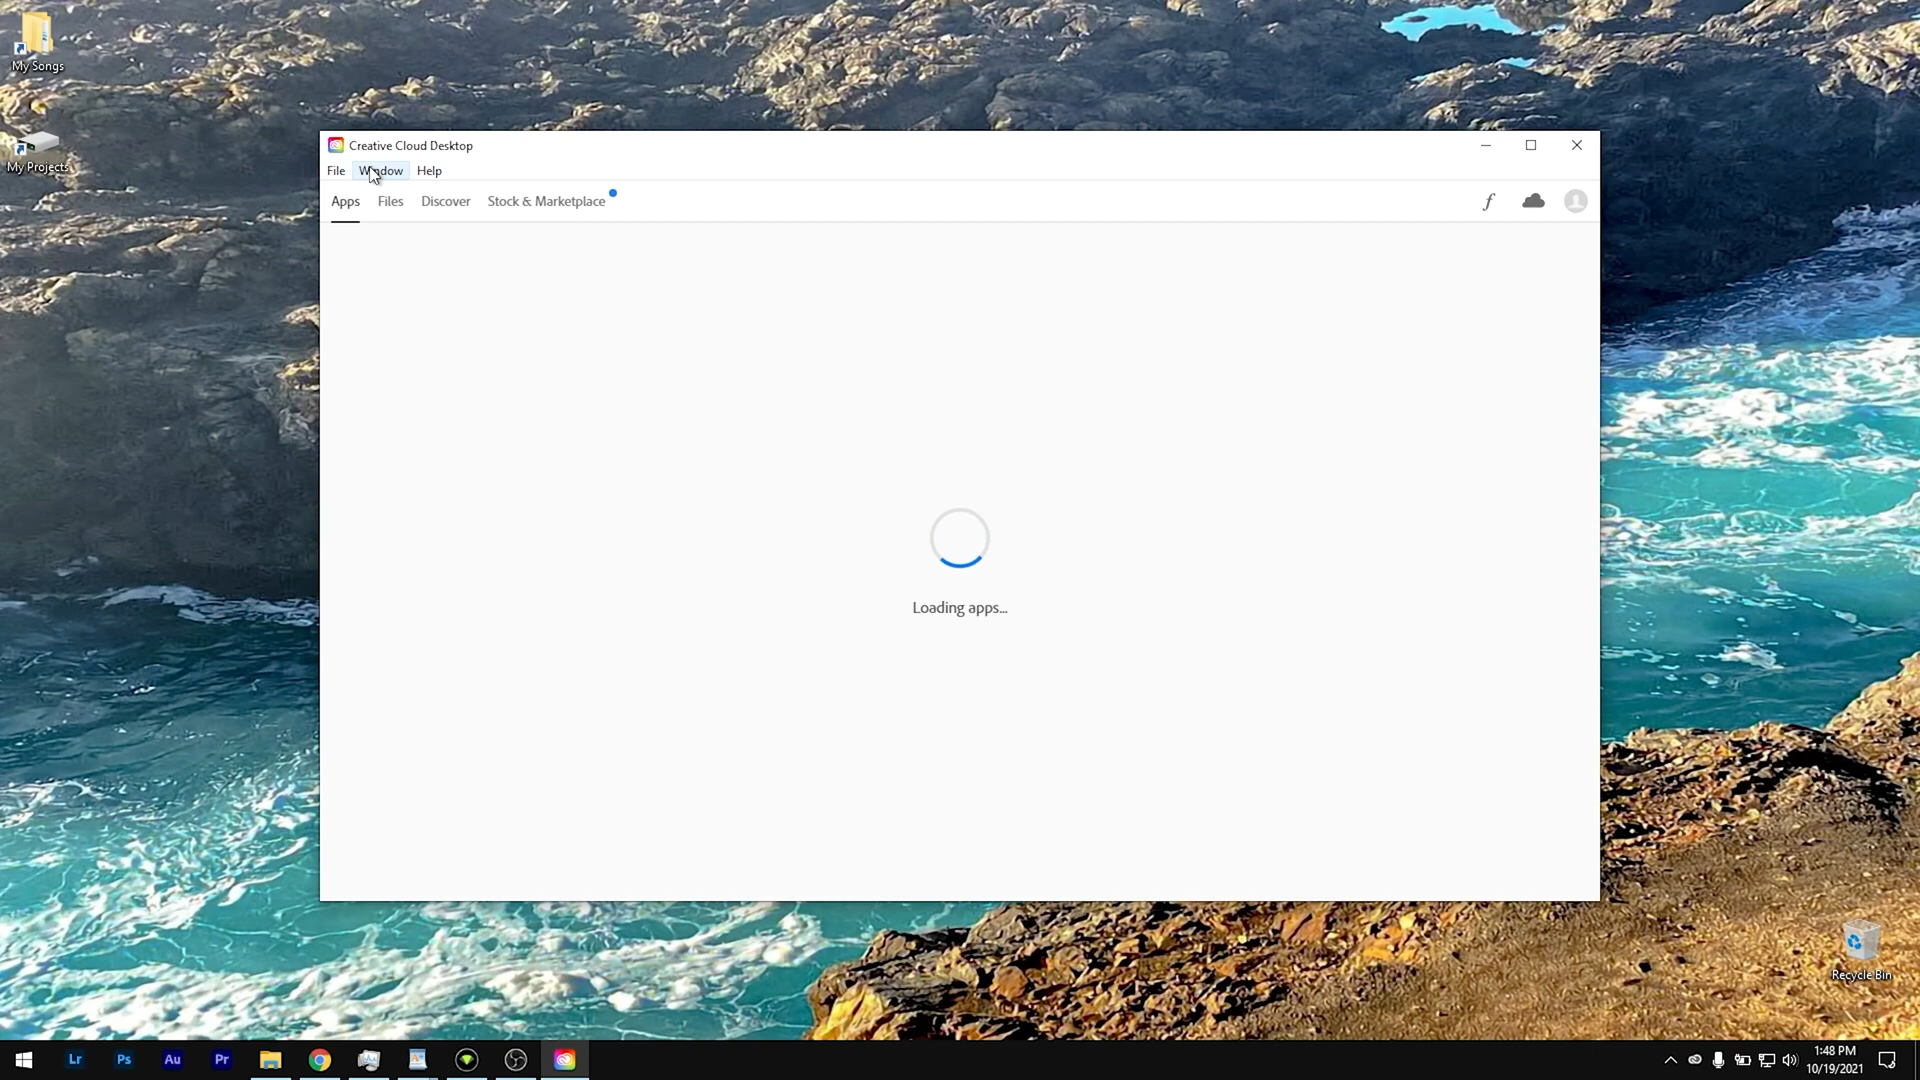 My Songs
My Projects
Creative Cloud Desktop
File Window Help
Apps Files Discover Stock & Marketplace
f
Loading apps...
Recycle Bin
Lr Ps Au Pr
1:48 PM
10/19/2021